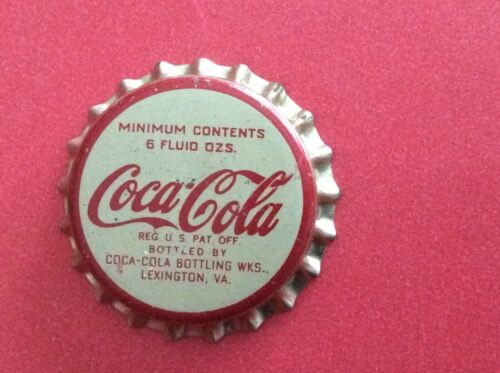 MINIMUM CONTENTS
6 FLUID OZS.
Coca-Cola
REG. U.S. PAT. OFF
BOTTLED BY
COCA-COLA BOTTLING WKS.,
LEXINGTON, VA.